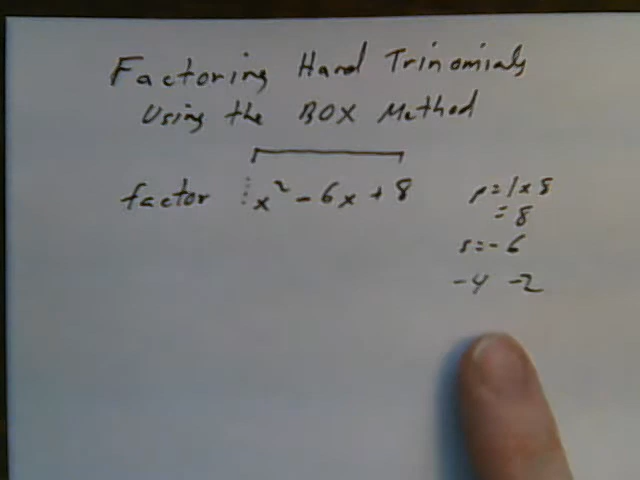 Factoring Hard Trinomials
Using the BOX Method
factor x² - 6x + 8
p = 1 x 8
= 8
s = - 6
-4 -2